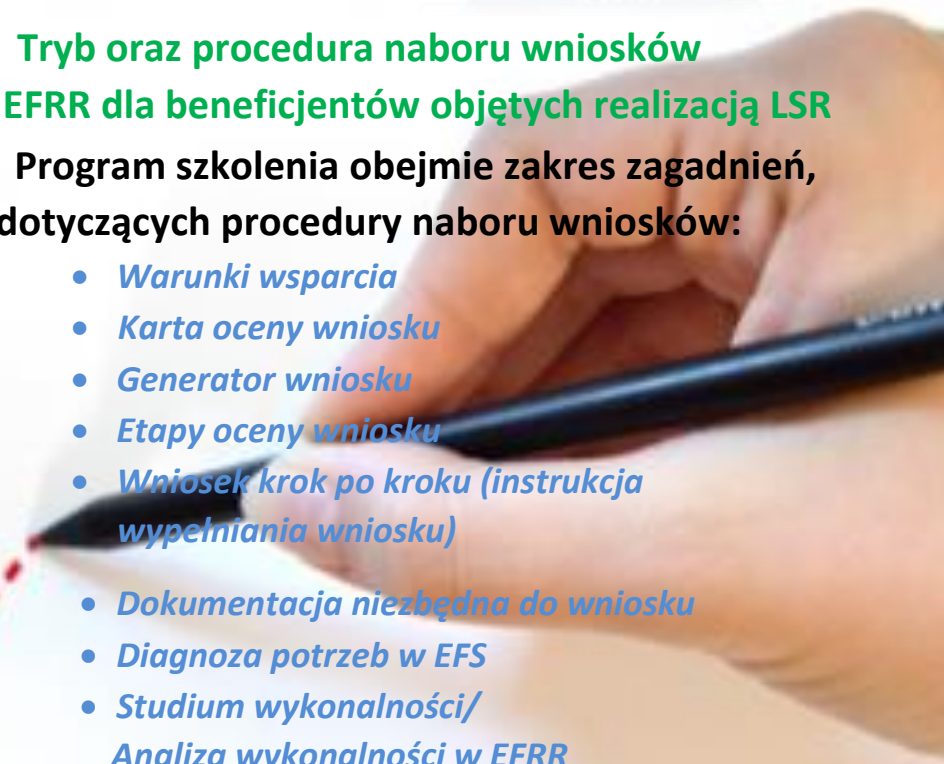 Tryb oraz procedura naboru wniosków
EFRR dla beneficjentów objętych realizacją LSR
Program szkolenia obejmie zakres zagadnień,
dotyczących procedury naboru wniosków:
• Warunki wsparcia
• Karta oceny wniosku
• Generator wniosku
• Etapy oceny wniosku
• Wniosek krok po kroku (instrukcja
wypełniania wniosku)
• Dokumentacja niezbędna do wniosku
• Diagnoza potrzeb w EFS
• Studium wykonalności/
Analiza wykonalności w EFRR